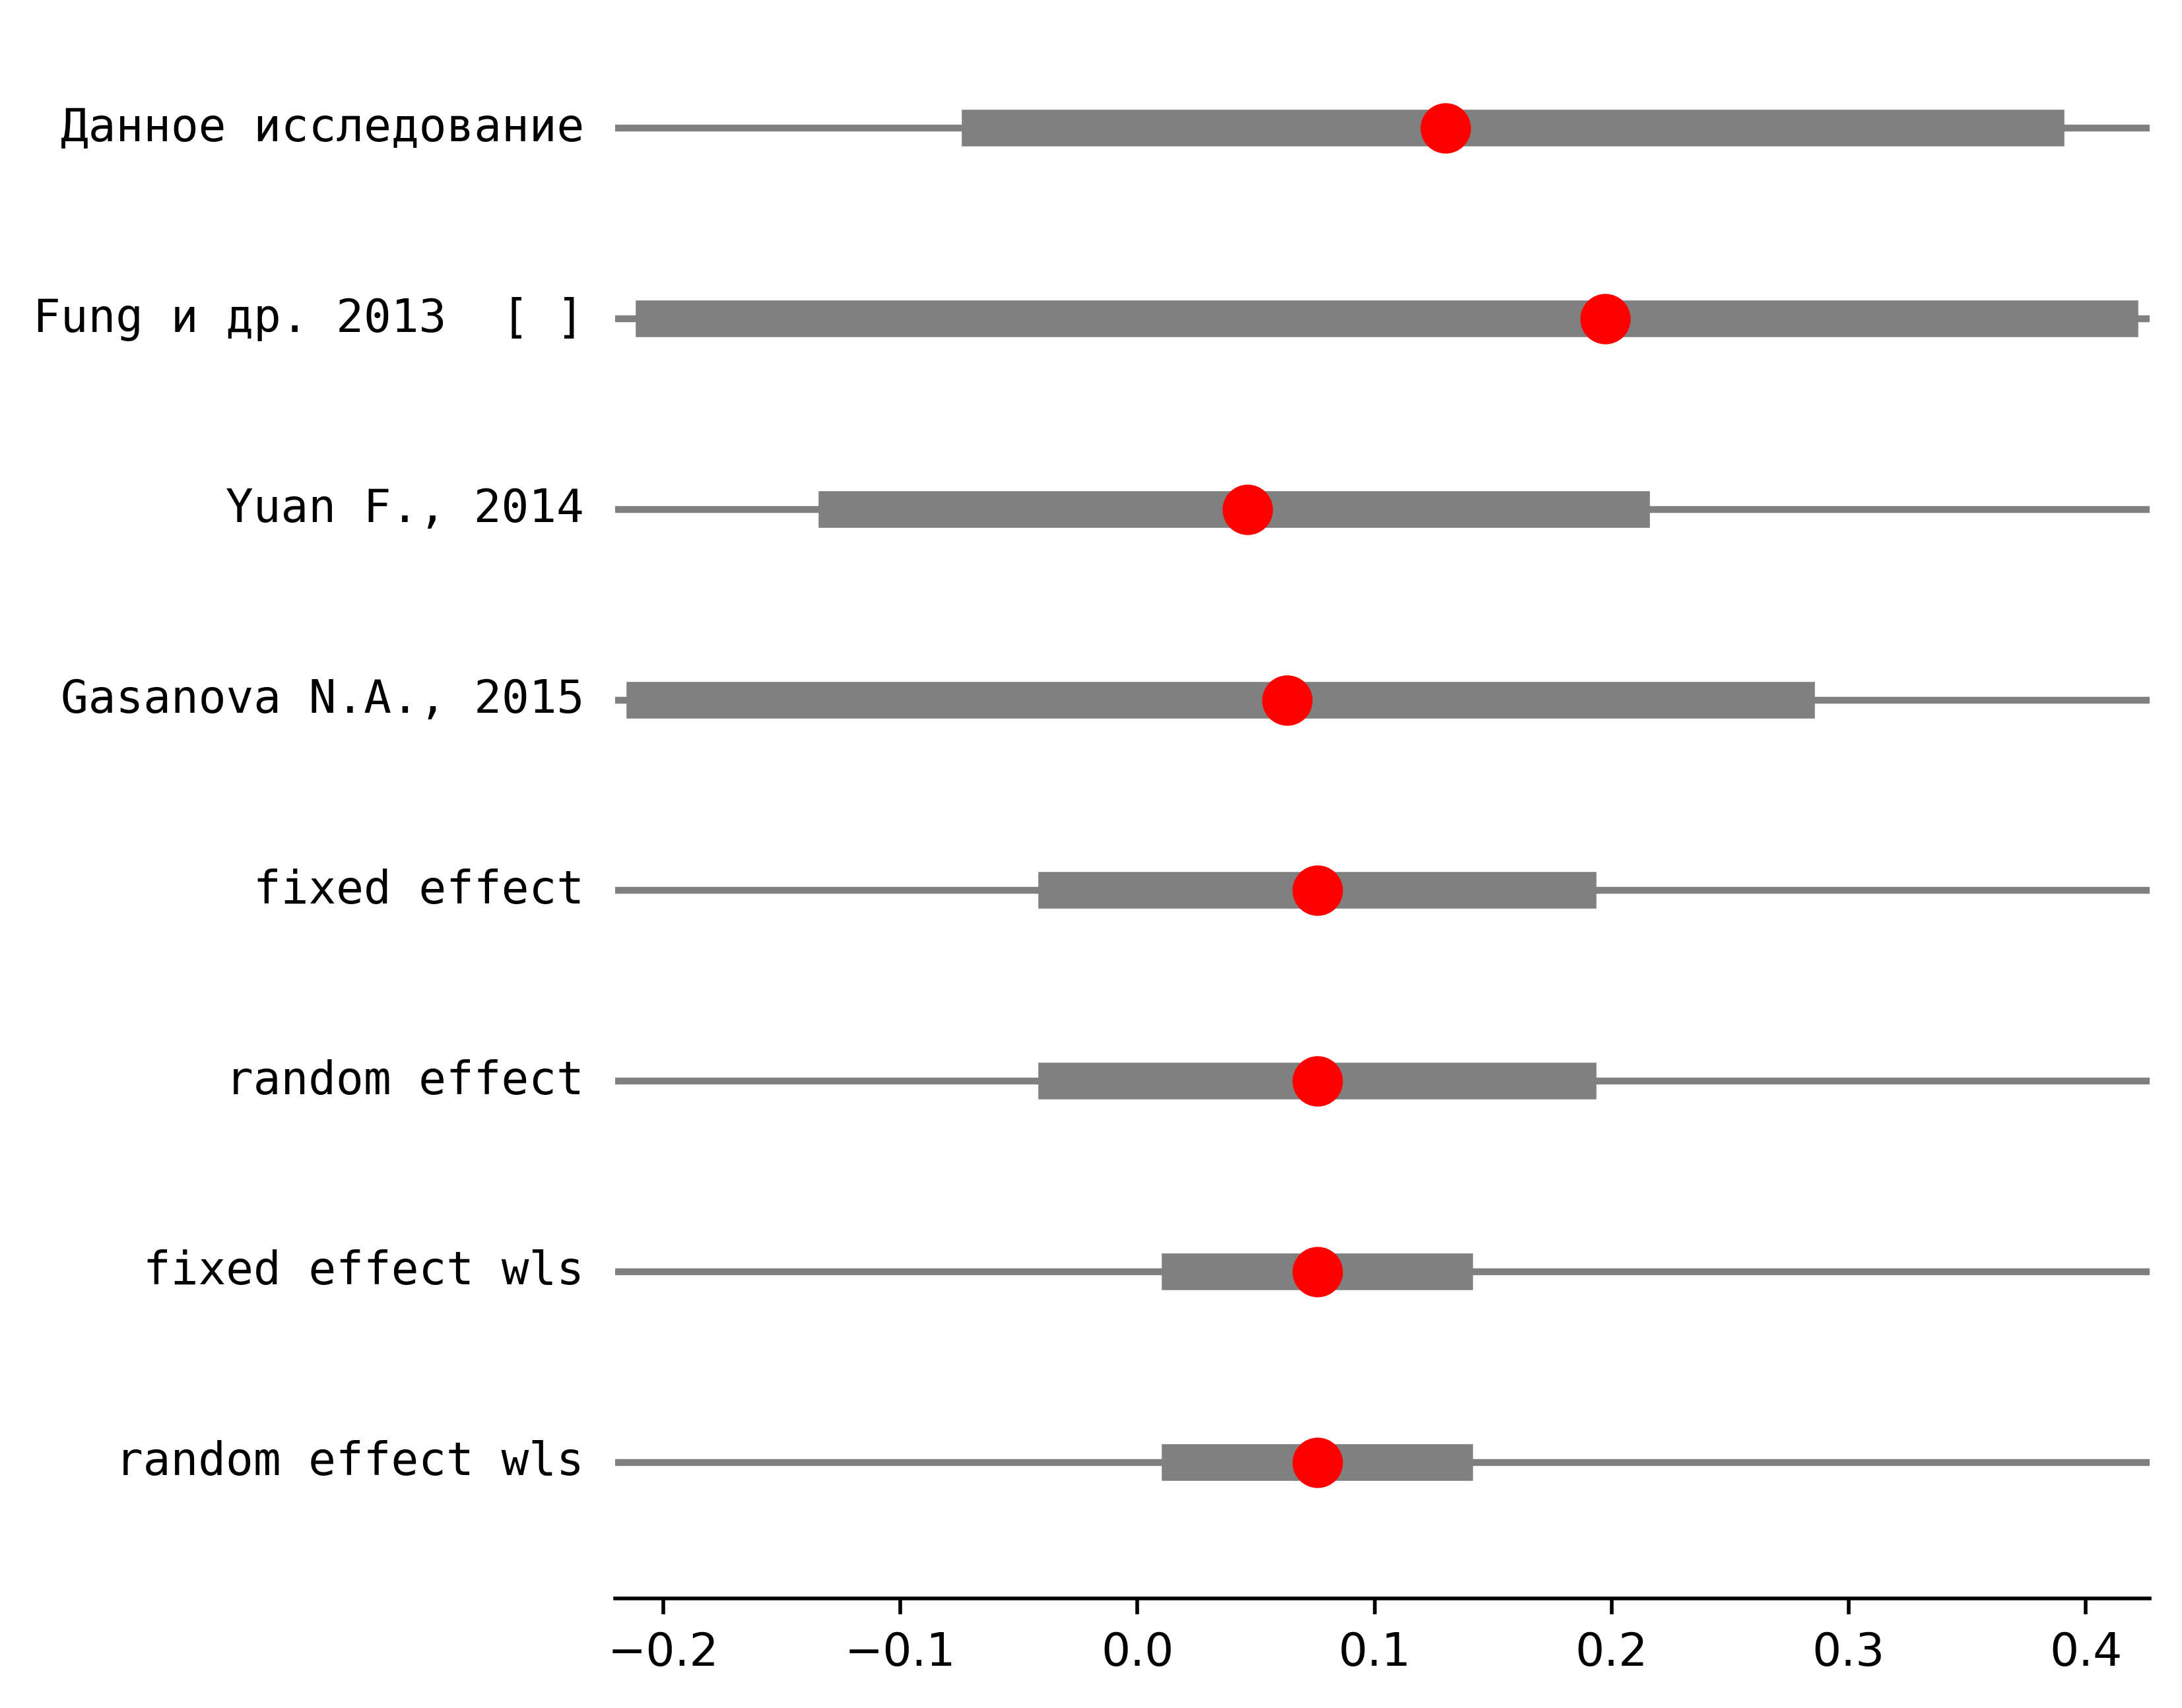 Данное исследование
Fung и др. 2013  [ ]
Yuan F., 2014
Gasanova N.A., 2015
fixed effect
random effect
fixed effect wls
random effect wls
−0.2 −0.1 0.0 0.1 0.2 0.3 0.4